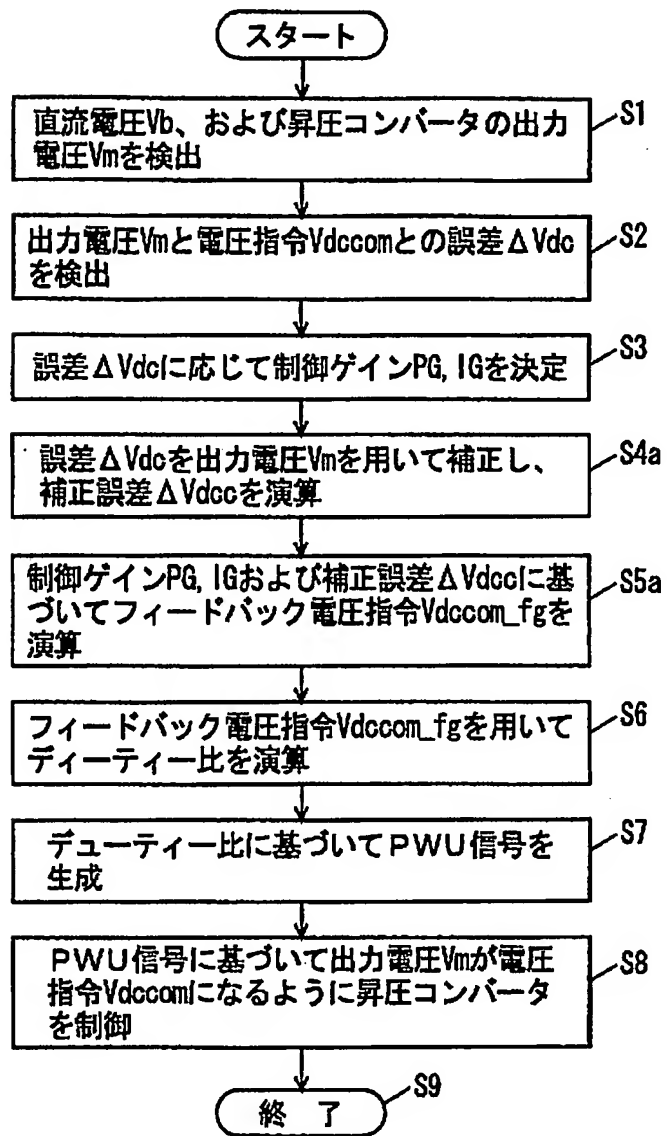 スタート
直流電圧Vb、および昇圧コンバータの出力
電圧Vmを検出
S1
出力電圧Vmと電圧指令Vdccomとの誤差ΔVdc
を検出
S2
誤差ΔVdcに応じて制御ゲインPG, IGを決定
S3
誤差ΔVdcを出力電圧Vmを用いて補正し、
補正誤差ΔVdccを演算
S4a
制御ゲインPG, IGおよび補正誤差ΔVdccに基
づいてフィードバック電圧指令Vdccom_fgを
演算
S5a
フィードバック電圧指令Vdccom_fgを用いて
ディーティー比を演算
S6
デューティー比に基づいてPWU信号を
生成
S7
PWU信号に基づいて出力電圧Vmが電圧
指令Vdccomになるように昇圧コンバータ
を制御
S8
終 了
S9